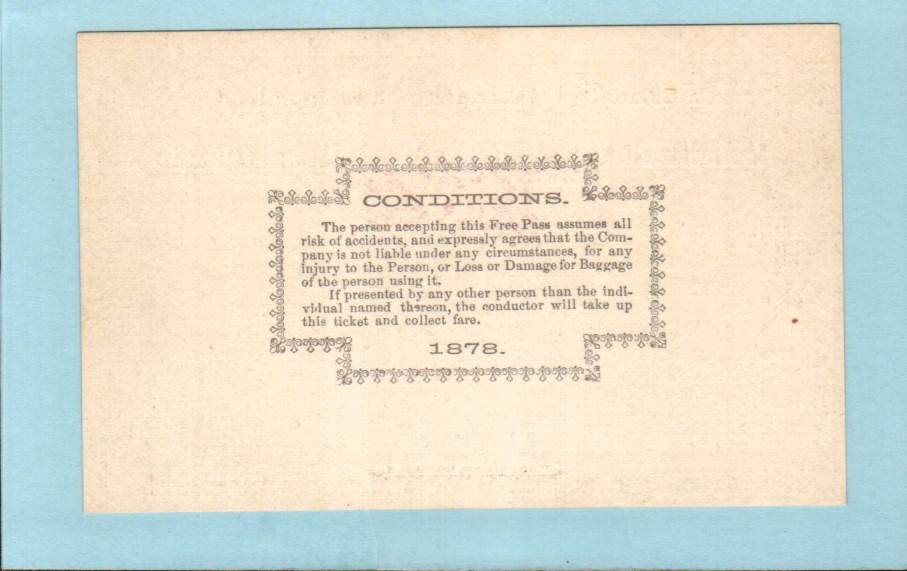 CONDITIONS.
The person accepting this Free Pass assumes all
risk of accidents, and expressly agrees that the Com-
pany is not liable under any circumstances, for any
injury to the Person, or Loss or Damage for Baggage
of the person using it.
If presented by any other person than the indi-
vidual named thereon, the conductor will take up
this ticket and collect fare.
1878.